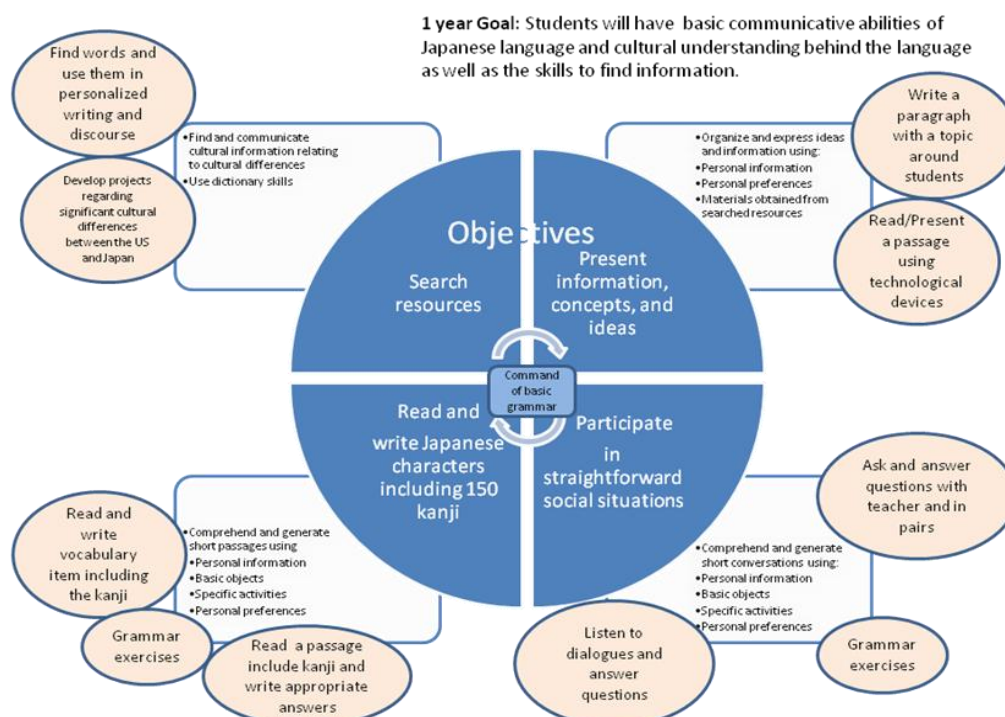 1 year Goal: Students will have basic communicative abilities of
Japanese language and cultural understanding behind the language
as well as the skills to find information.
Find words and
use them in
personalized
writing and
discourse
Develop projects
regarding
significant cultural
differences
between the US
and Japan
•Find and communicate
cultural information relating
to cultural differences
•Use dictionary skills
•Organize and express ideas
and information using:
•Personal information
•Personal preferences
•Materials obtained from
searched resources
Write a
paragraph
with a topic
around
students
Read/Present
a passage
using
technological
devices
Objectives
Search
resources
Present
information,
concepts, and
ideas
Command
of basic
grammar
Read and
write Japanese
characters
including 150
kanji
Participate
in
straightforward
social situations
Read and
write
vocabulary
item including
the kanji
Grammar
exercises
Read a passage
include kanji and
write appropriate
answers
•Comprehend and generate
short passages using
•Personal information
•Basic objects
•Specific activities
•Personal preferences
•Comprehend and generate
short conversations using:
•Personal information
•Basic objects
•Specific activities
•Personal preferences
Ask and answer
questions with
teacher and in
pairs
Listen to
dialogues and
answer
questions
Grammar
exercises